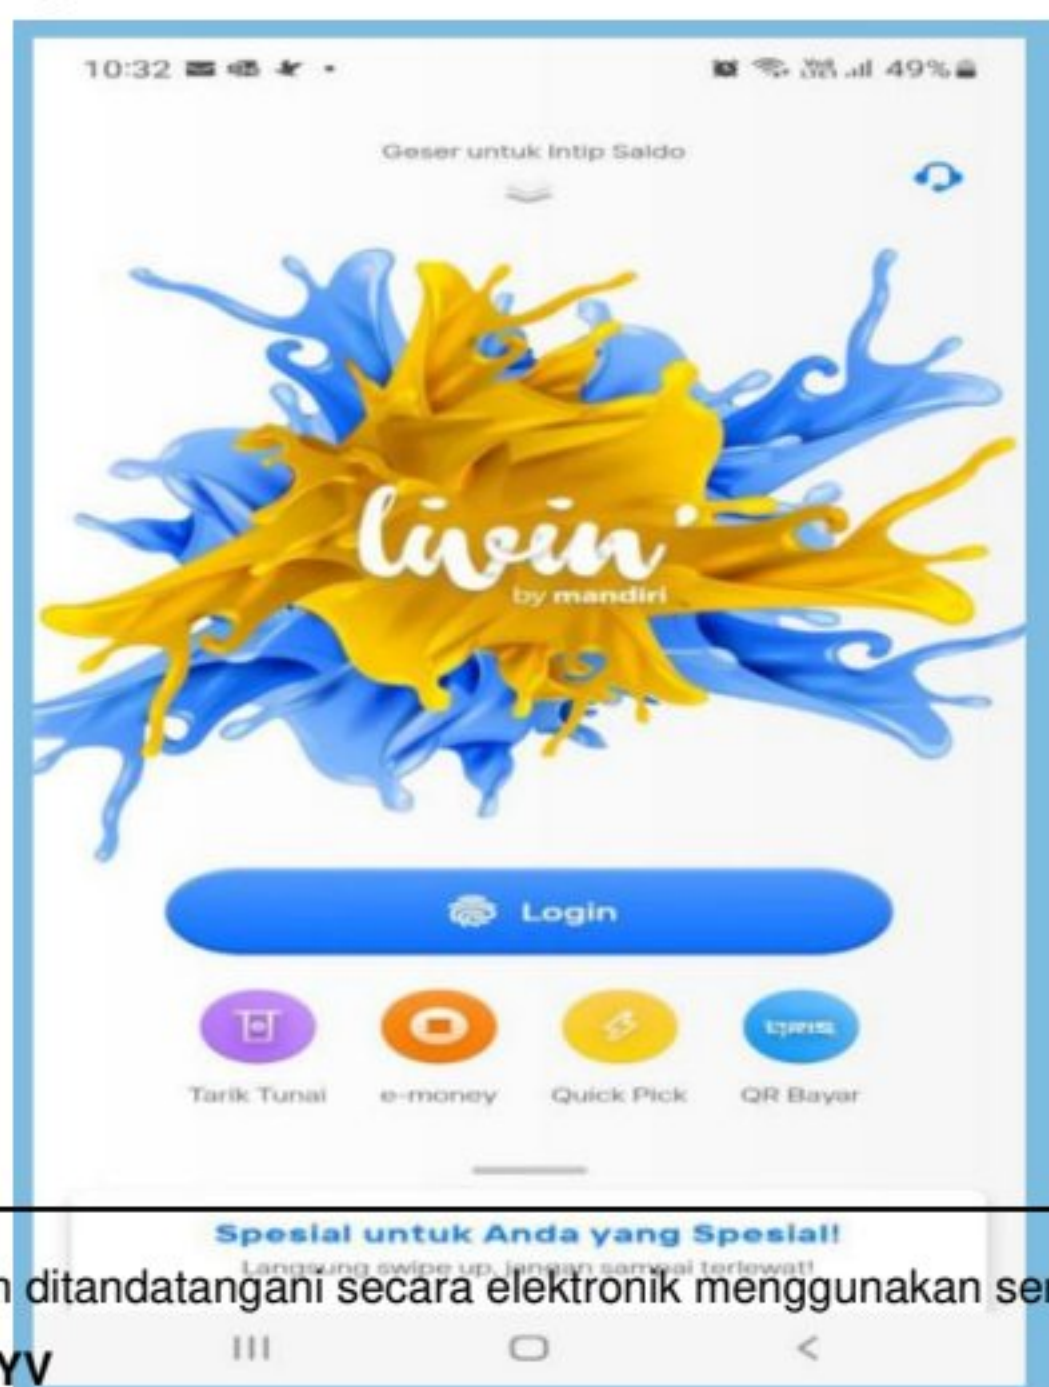 10:32
49%
Geser untuk Intip Saldo
livin'
by mandiri
Login
QRIS
Tarik Tunai e-money Quick Pick QR Bayar
Spesial untuk Anda yang Spesial!
Langsung swipe up, jangan sampai terlewat!
ditandatangani secara elektronik menggunakan
YV